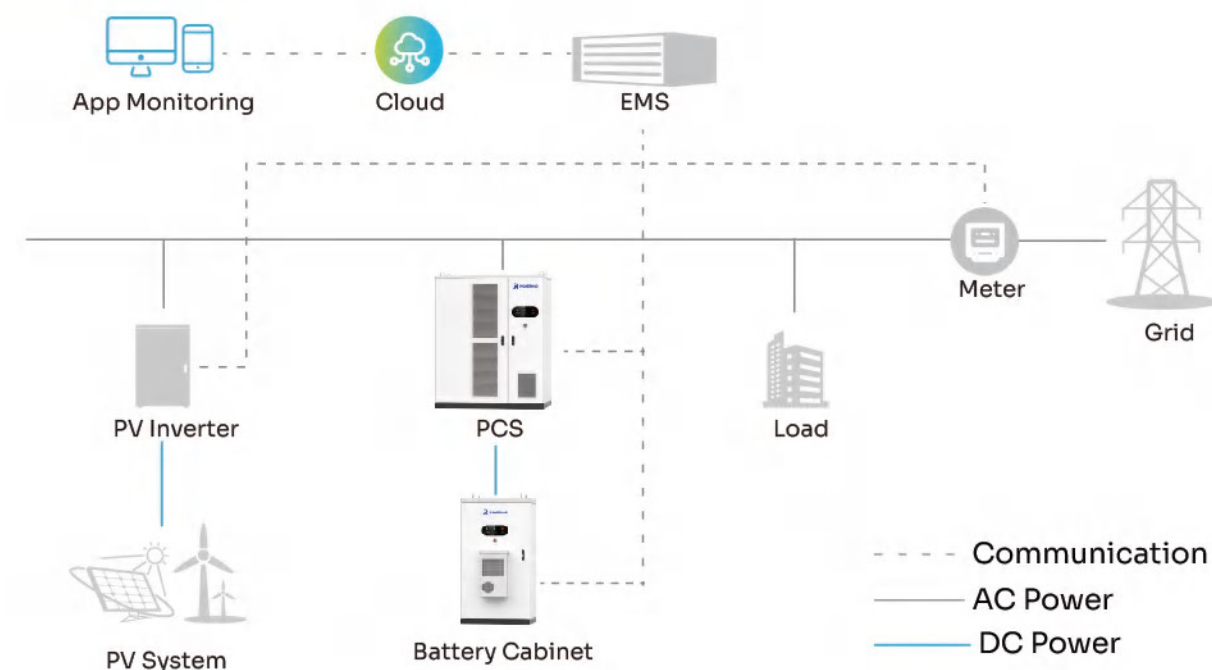 App Monitoring
Cloud
EMS
Meter
Grid
PV Inverter
PCS
Load
Communication
AC Power
DC Power
PV System
Battery Cabinet